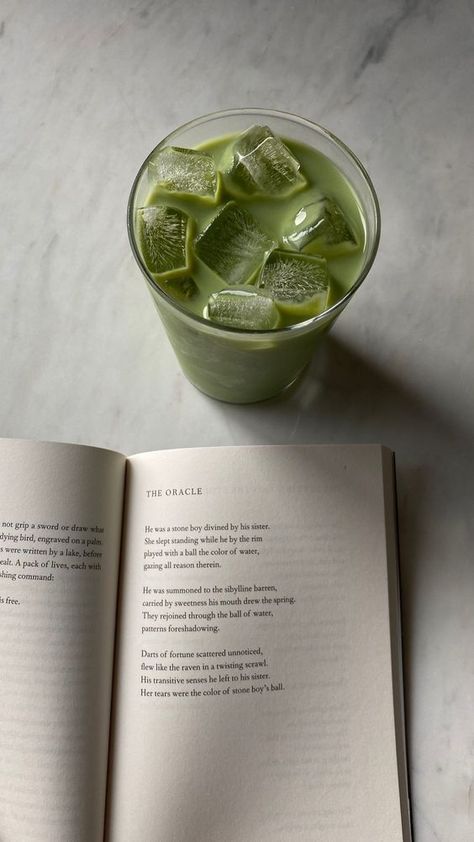 not grip a sword or draw what
dying bird, engraved on a palm.
s were written by a lake, before
ealt. A pack of lives, each with
shing command:
s free.
THE ORACLE
He was a stone boy divined by his sister.
She slept standing while he by the rim
played with a ball the color of water,
gazing all reason therein.
He was summoned to the sibylline barren,
carried by sweetness his mouth drew the spring.
They rejoined through the ball of water,
patterns foreshadowing.
Darts of fortune scattered unnoticed,
flew like the raven in a twisting scrawl.
His transitive senses he left to his sister.
Her tears were the color of stone boy's ball.